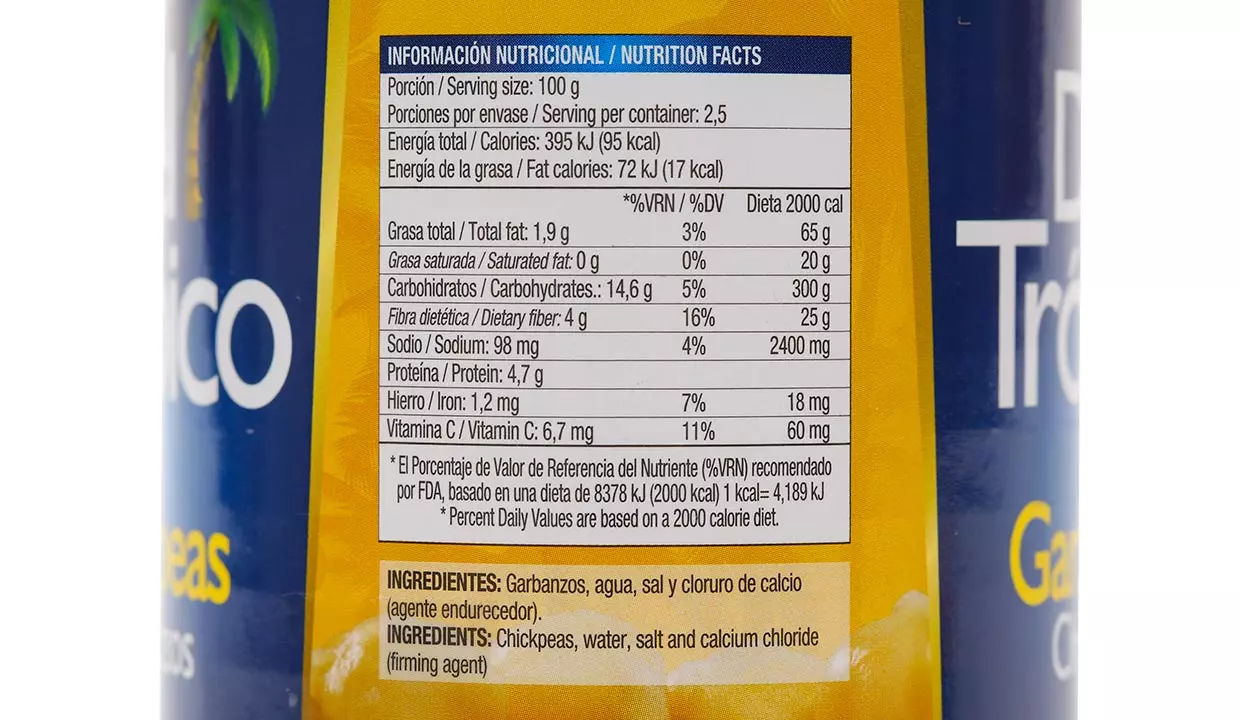 INFORMACIÓN NUTRICIONAL / NUTRITION FACTS
Porción / Serving size: 100 g
Porciones por envase / Serving per container: 2,5
Energía total / Calories: 395 kJ (95 kcal)
Energía de la grasa / Fat calories: 72 kJ (17 kcal)
*%VRN / %DV Dieta 2000 cal
Grasa total / Total fat: 1,9 g 3% 65 g
Grasa saturada / Saturated fat: 0 g 0% 20 g
Carbohidratos / Carbohydrates.: 14,6 g 5% 300 g
Fibra dietética / Dietary fiber: 4 g 16% 25 g
Sodio / Sodium: 98 mg 4% 2400 mg
Proteína / Protein: 4,7 g
Hierro / Iron: 1,2 mg 7% 18 mg
Vitamina C / Vitamin C: 6,7 mg 11% 60 mg
* El Porcentaje de Valor de Referencia del Nutriente (%VRN) recomendado
por FDA, basado en una dieta de 8378 kJ (2000 kcal) 1 kcal= 4,189 kJ
* Percent Daily Values are based on a 2000 calorie diet.
INGREDIENTES: Garbanzos, agua, sal y cloruro de calcio
(agente endurecedor).
INGREDIENTS: Chickpeas, water, salt and calcium chloride
(firming agent)